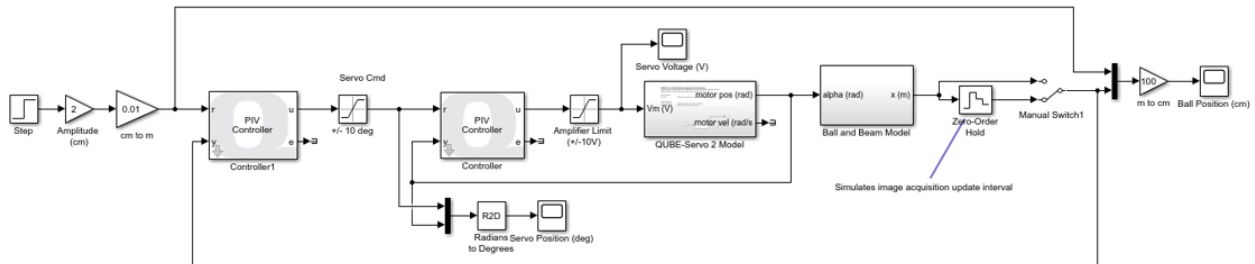 Step
2
Amplitude
(cm)
0.01
cm to m
r
y
PIV
Controller
u
e
Controller1
Servo Cmd
+/- 10 deg
r
y
PIV
Controller
u
e
Controller
Amplifier Limit
(+/-10V)
Servo Voltage (V)
Vm (V)
motor pos (rad)
motor vel (rad/s
QUBE-Servo 2 Model
alpha (rad)
x (m)
Ball and Beam Model
Zero-Order
Hold
Manual Switch1
100
m to cm
Ball Position (cm)
Simulates image acquisition update interval
R2D
Radians
to Degrees
Servo Position (deg)